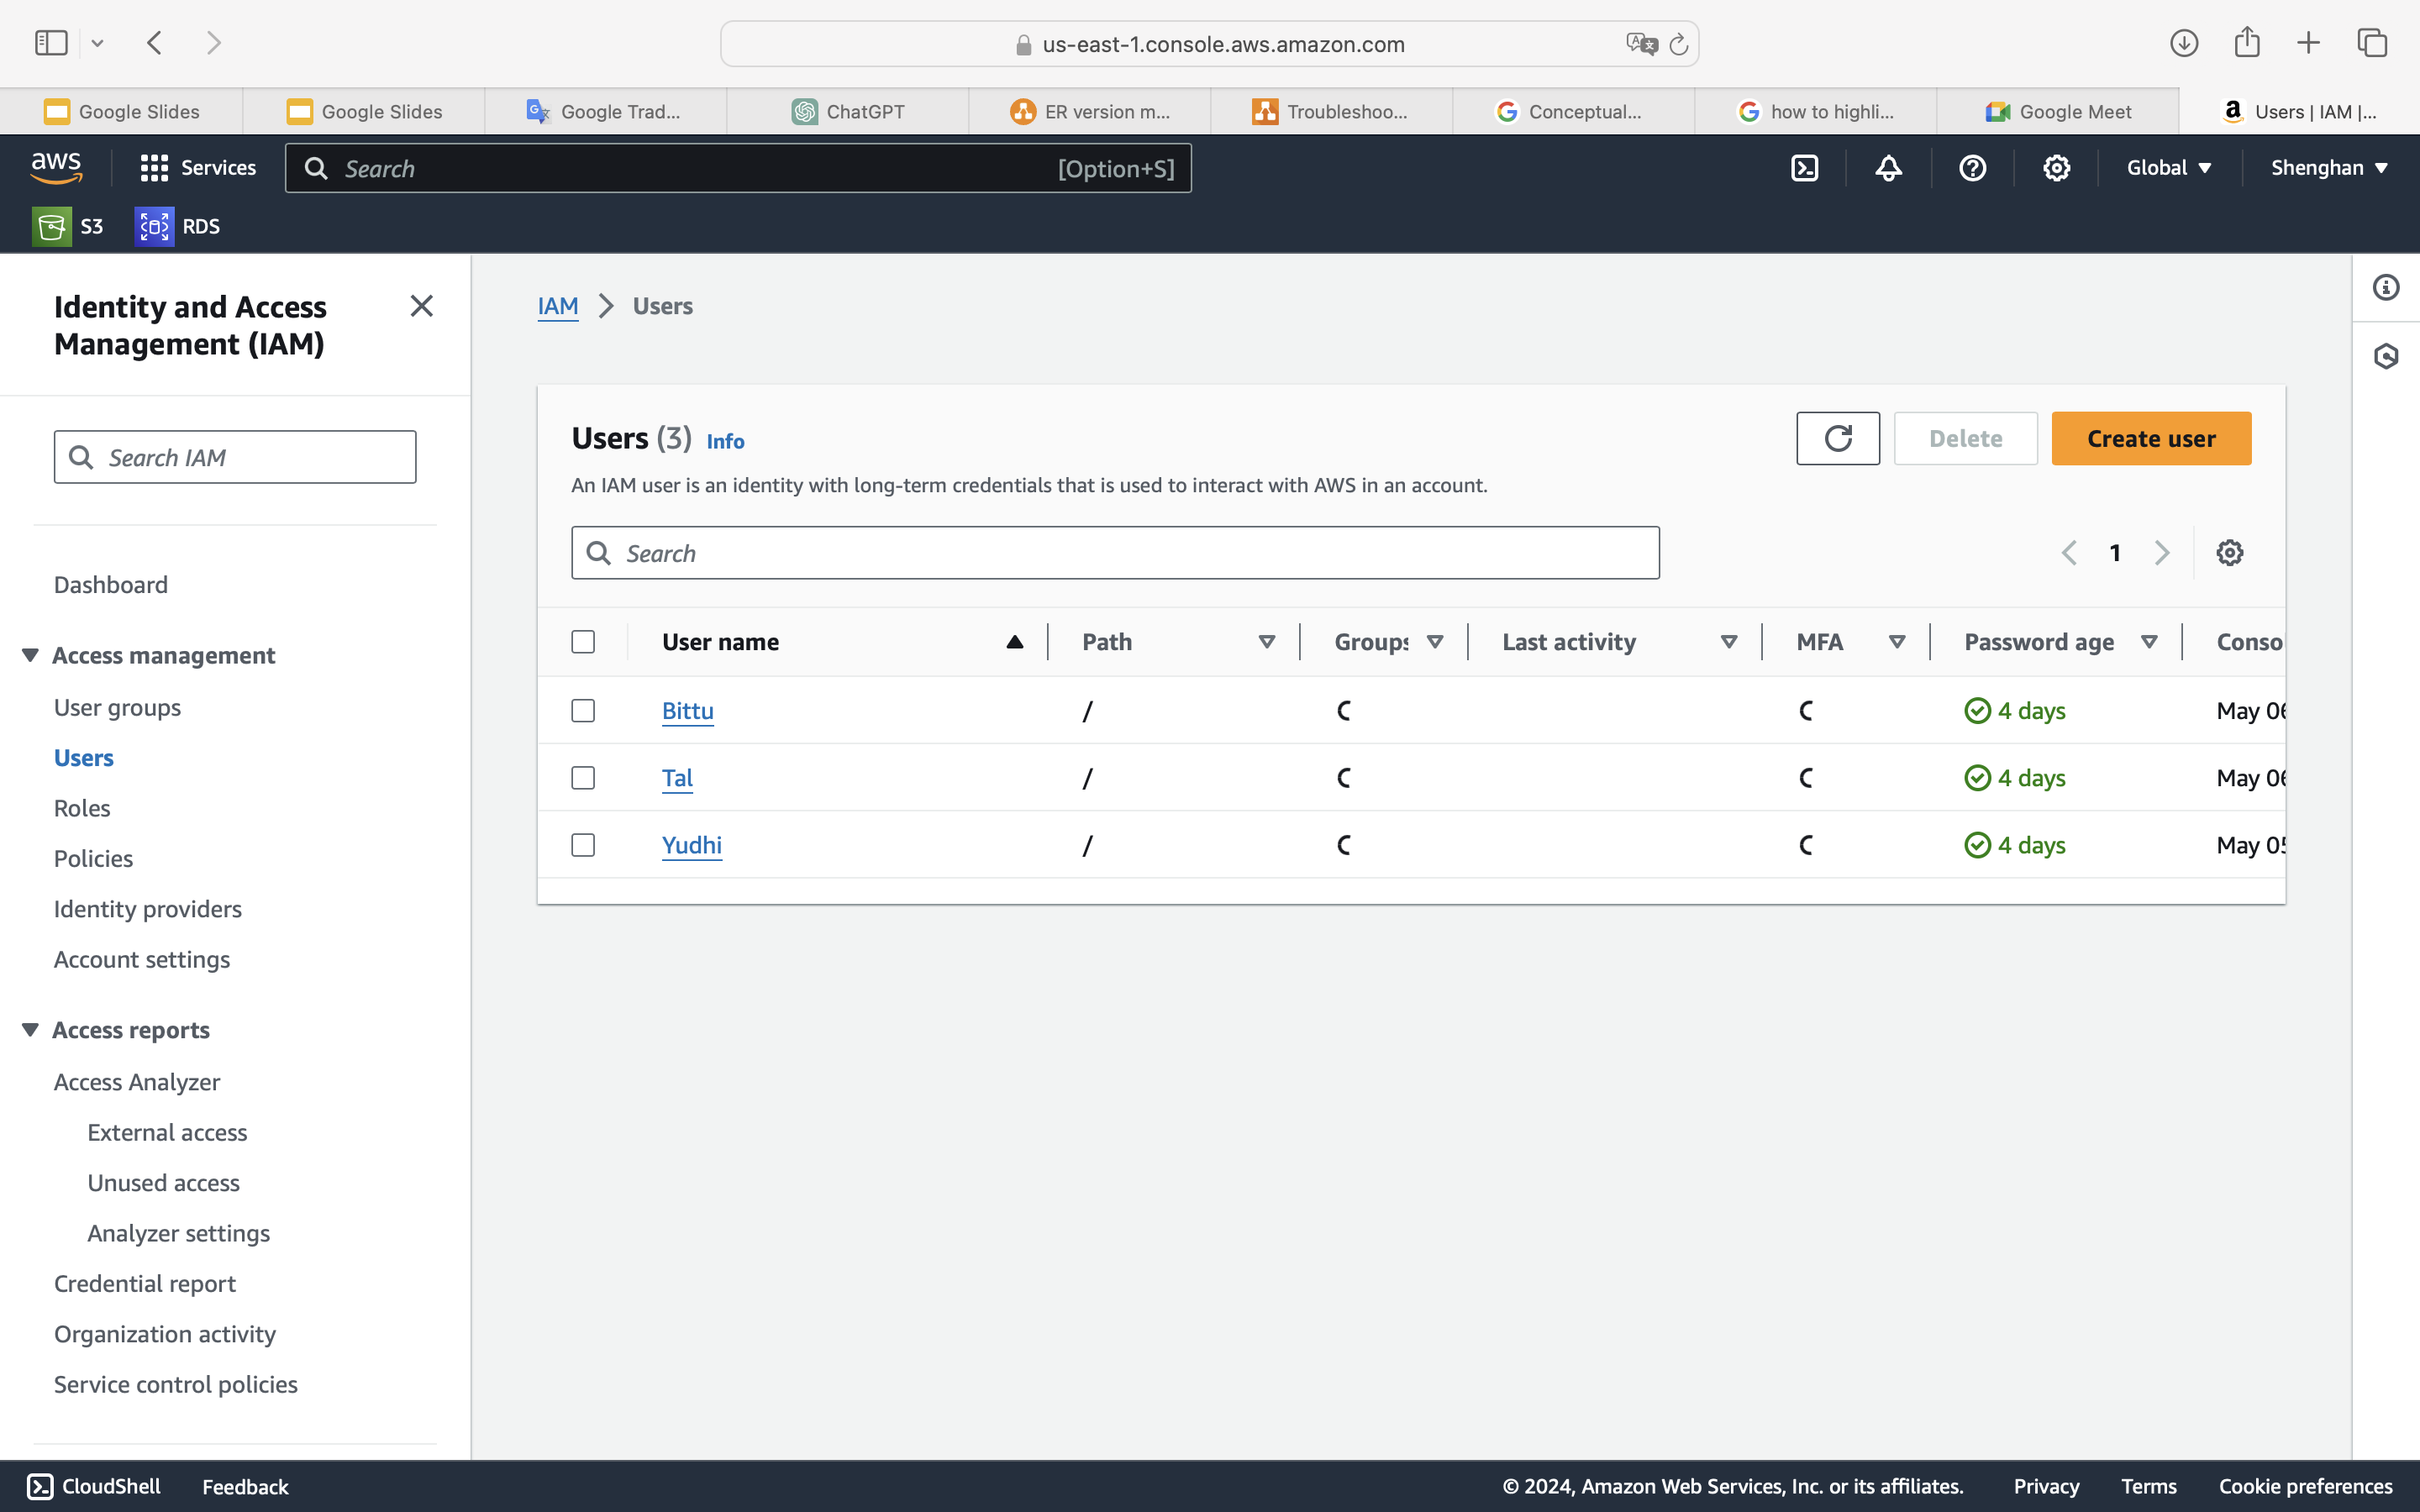 us-east-1.console.aws.amazon.com
Google Slides
Google Slides
Google Trad...
ChatGPT
ER version m...
Troubleshoo...
Conceptual...
how to highli...
Google Meet
Users | IAM |...
aws
Services
Search
[Option+S]
Global
Shenghan
S3
RDS
Identity and Access
Management (IAM)
Search IAM
Dashboard
Access management
User groups
Users
Roles
Policies
Identity providers
Account settings
Access reports
Access Analyzer
External access
Unused access
Analyzer settings
Credential report
Organization activity
Service control policies
IAM > Users
Users (3) Info
Delete
Create user
An IAM user is an identity with long-term credentials that is used to interact with AWS in an account.
Search
1
User name Path Groups Last activity MFA Password age Conso
Bittu / 4 days May 06
Tal / 4 days May 06
Yudhi / 4 days May 05
CloudShell Feedback © 2024, Amazon Web Services, Inc. or its affiliates. Privacy Terms Cookie preferences